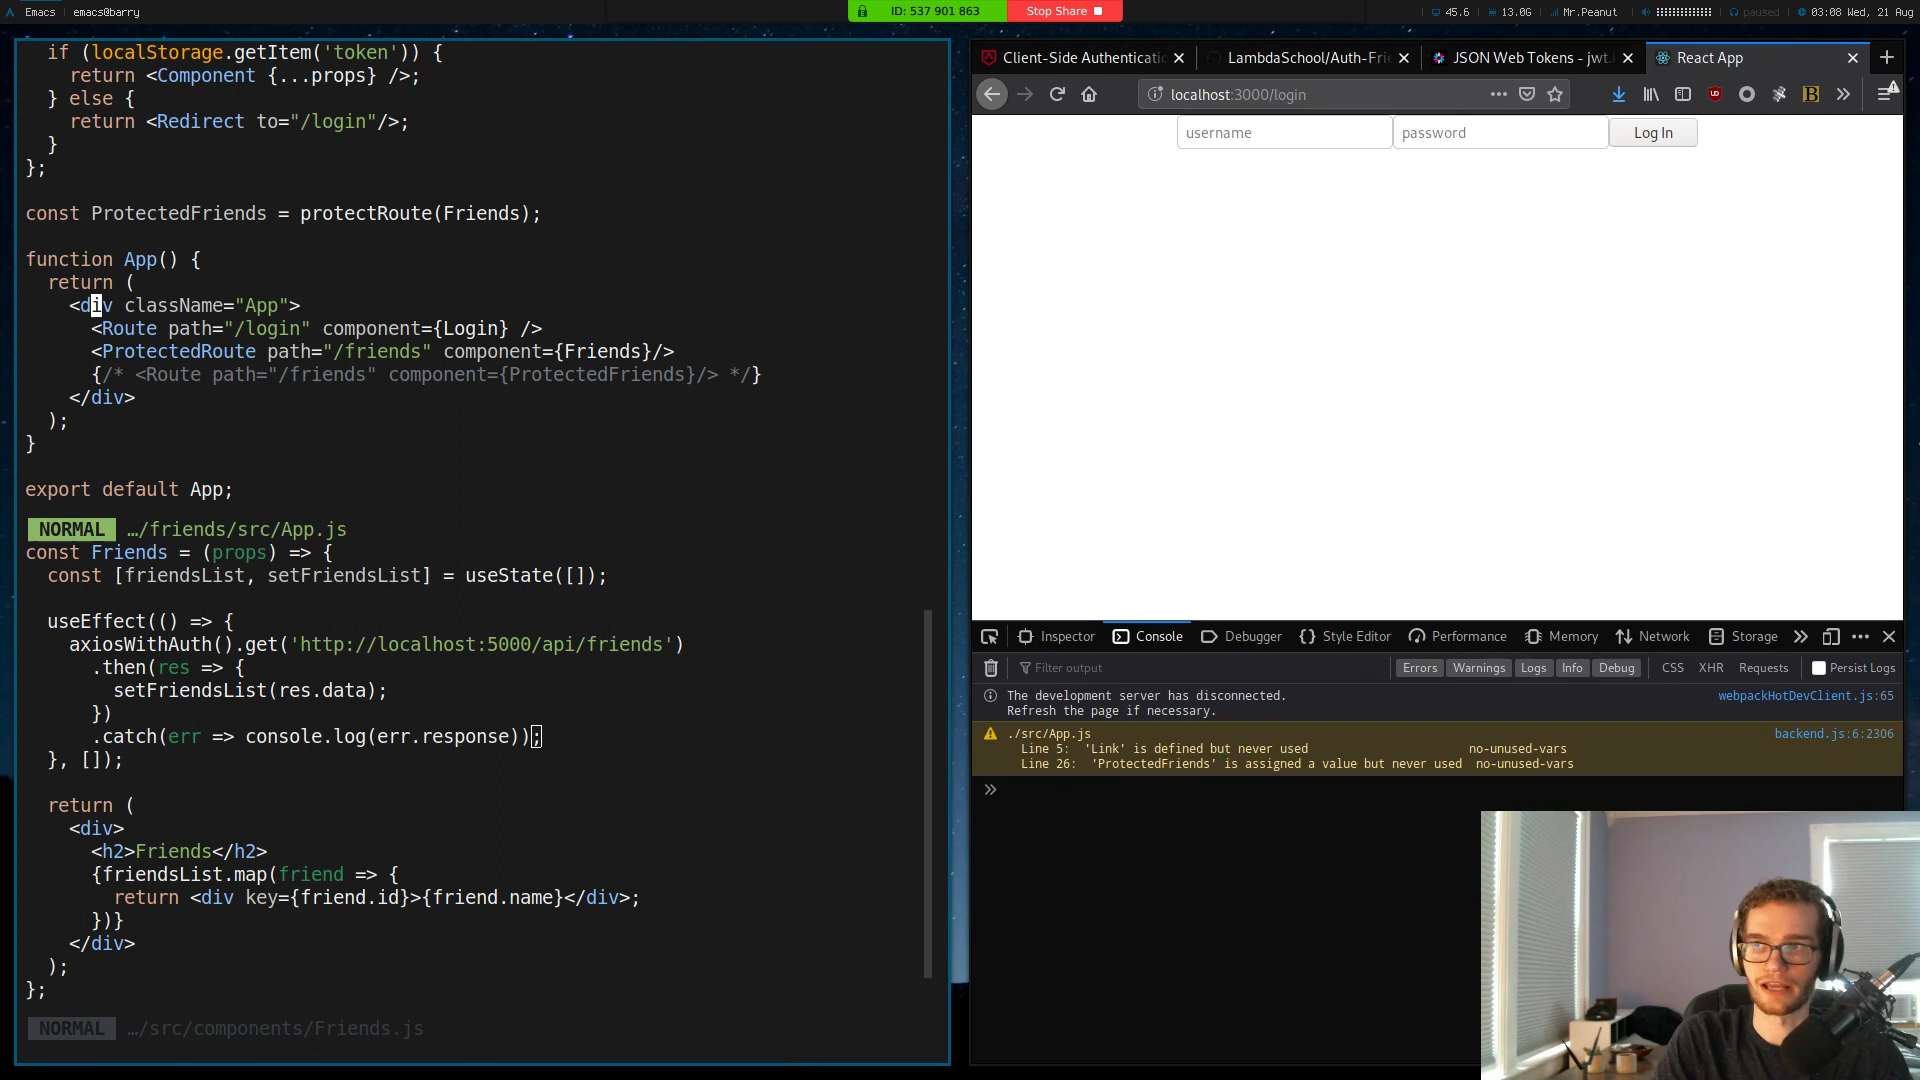 Emacs emacs@barry
ID: 537 901 863
Stop Share
45.6 13.0G Mr.Peanut paused 03:08 Wed, 21 Aug
if (localStorage.getItem('token')) {
return <Component {...props} />;
} else {
return <Redirect to="/login"/>;
}
};
const ProtectedFriends = protectRoute(Friends);
function App() {
return (
<div className="App">
<Route path="/login" component={Login} />
<ProtectedRoute path="/friends" component={Friends}/>
{/* <Route path="/friends" component={ProtectedFriends}/> */}
</div>
);
}
export default App;
NORMAL …/friends/src/App.js
const Friends = (props) => {
const [friendsList, setFriendsList] = useState([]);
useEffect(() => {
axiosWithAuth().get('http://localhost:5000/api/friends')
.then(res => {
setFriendsList(res.data);
})
.catch(err => console.log(err.response));
}, []);
return (
<div>
<h2>Friends</h2>
{friendsList.map(friend => {
return <div key={friend.id}>{friend.name}</div>;
})}
</div>
);
};
NORMAL …/src/components/Friends.js
Client-Side Authenticati
LambdaSchool/Auth-Frie
JSON Web Tokens - jwt.i
React App
localhost:3000/login
username password Log In
Inspector Console Debugger Style Editor Performance Memory Network Storage
Filter output Errors Warnings Logs Info Debug CSS XHR Requests Persist Logs
The development server has disconnected. webpackHotDevClient.js:65
Refresh the page if necessary.
./src/App.js backend.js:6:2306
Line 5: 'Link' is defined but never used no-unused-vars
Line 26: 'ProtectedFriends' is assigned a value but never used no-unused-vars